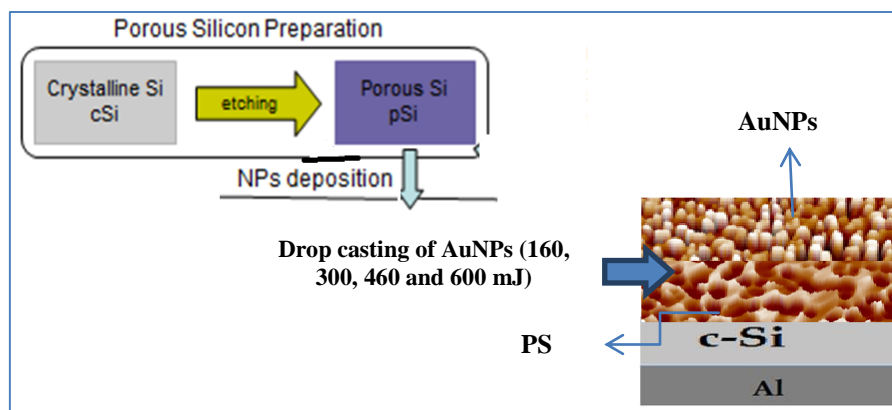 Porous Silicon Preparation
Crystalline Si
cSi
etching
Porous Si
pSi
NPs deposition
AuNPs
Drop casting of AuNPs (160,
300, 460 and 600 mJ)
PS
c-Si
Al